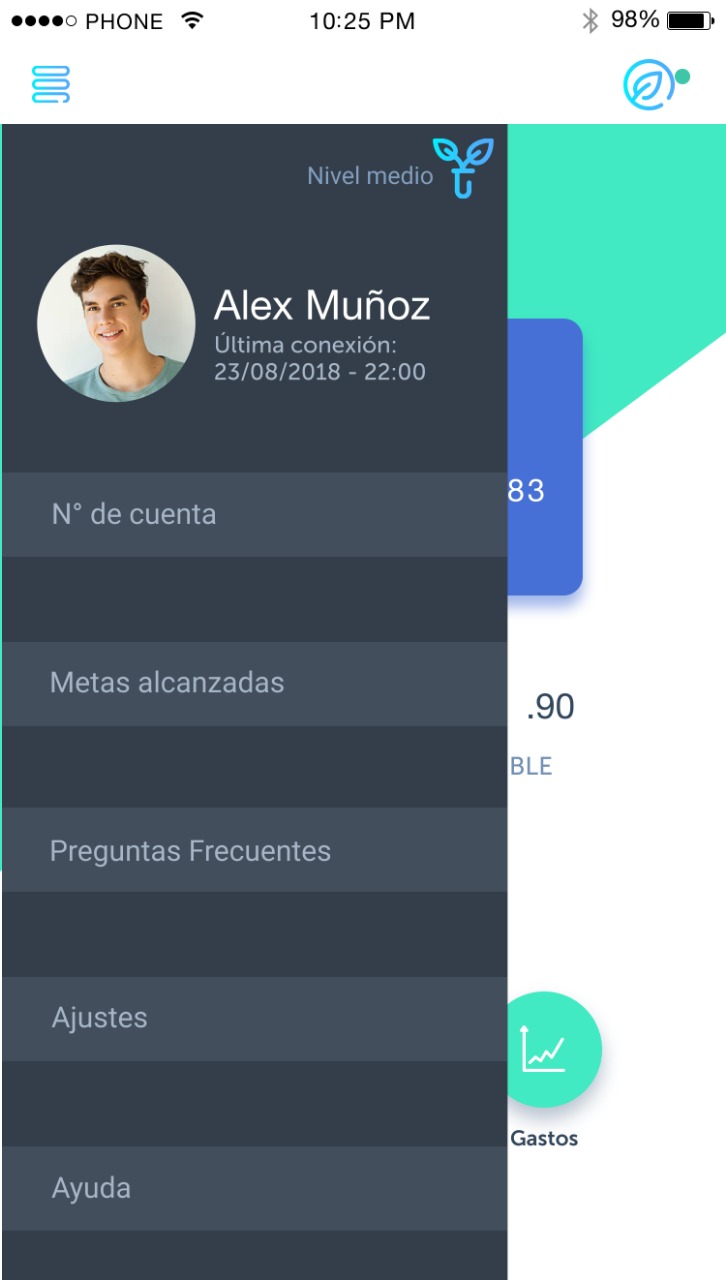 PHONE 10:25 PM 98%
Nivel medio
Alex Muñoz
Última conexión:
23/08/2018 - 22:00
83
N° de cuenta
Metas alcanzadas
.90
BLE
Preguntas Frecuentes
Ajustes
Gastos
Ayuda